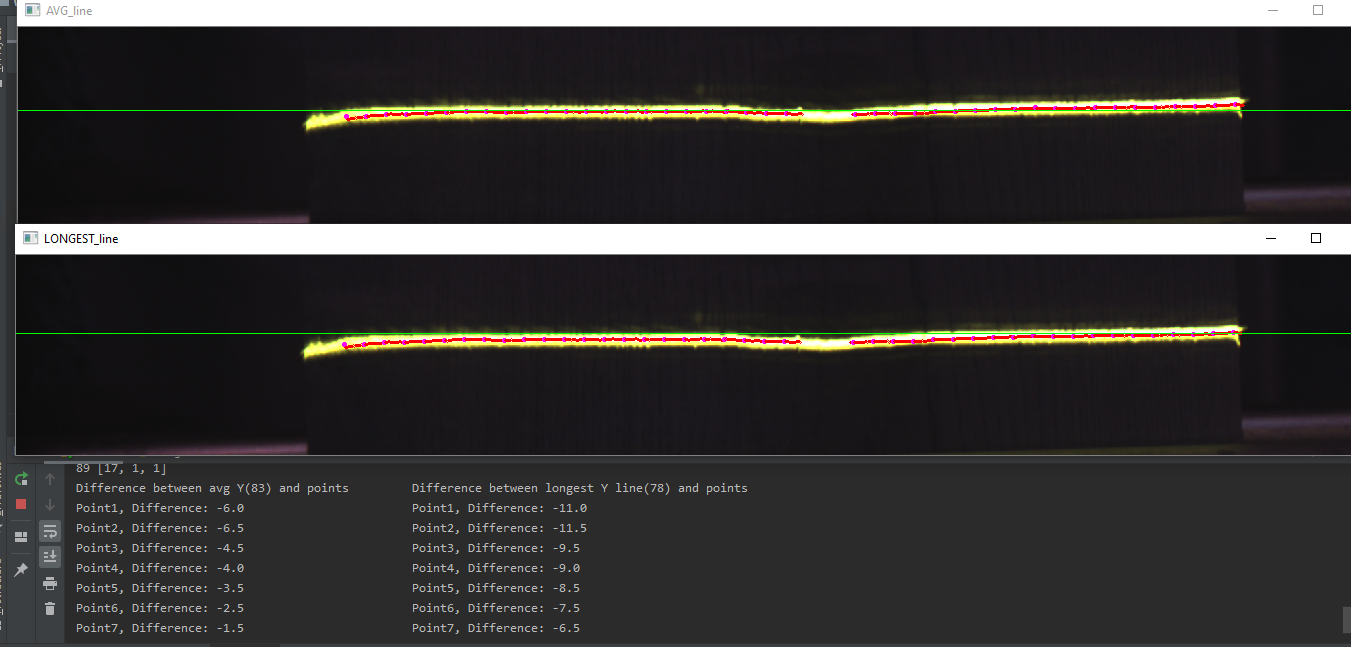 AVG_line
LONGEST_line
89 [17, 1, 1]
Difference between avg Y(83) and points Difference between longest Y line(78) and points
Point1, Difference: -6.0 Point1, Difference: -11.0
Point2, Difference: -6.5 Point2, Difference: -11.5
Point3, Difference: -4.5 Point3, Difference: -9.5
Point4, Difference: -4.0 Point4, Difference: -9.0
Point5, Difference: -3.5 Point5, Difference: -8.5
Point6, Difference: -2.5 Point6, Difference: -7.5
Point7, Difference: -1.5 Point7, Difference: -6.5